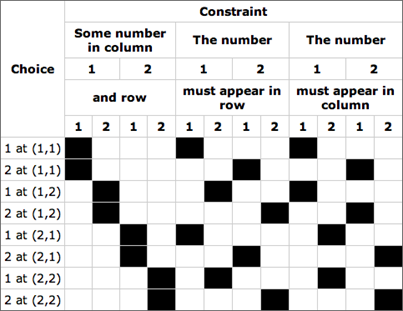 Constraint
Choice
Some number in column
The number
The number
1 2 1 2 1 2
and row
must appear in row
must appear in column
1 2 1 2 1 2 1 2 1 2 1 2
1 at (1,1)
2 at (1,1)
1 at (1,2)
2 at (1,2)
1 at (2,1)
2 at (2,1)
1 at (2,2)
2 at (2,2)